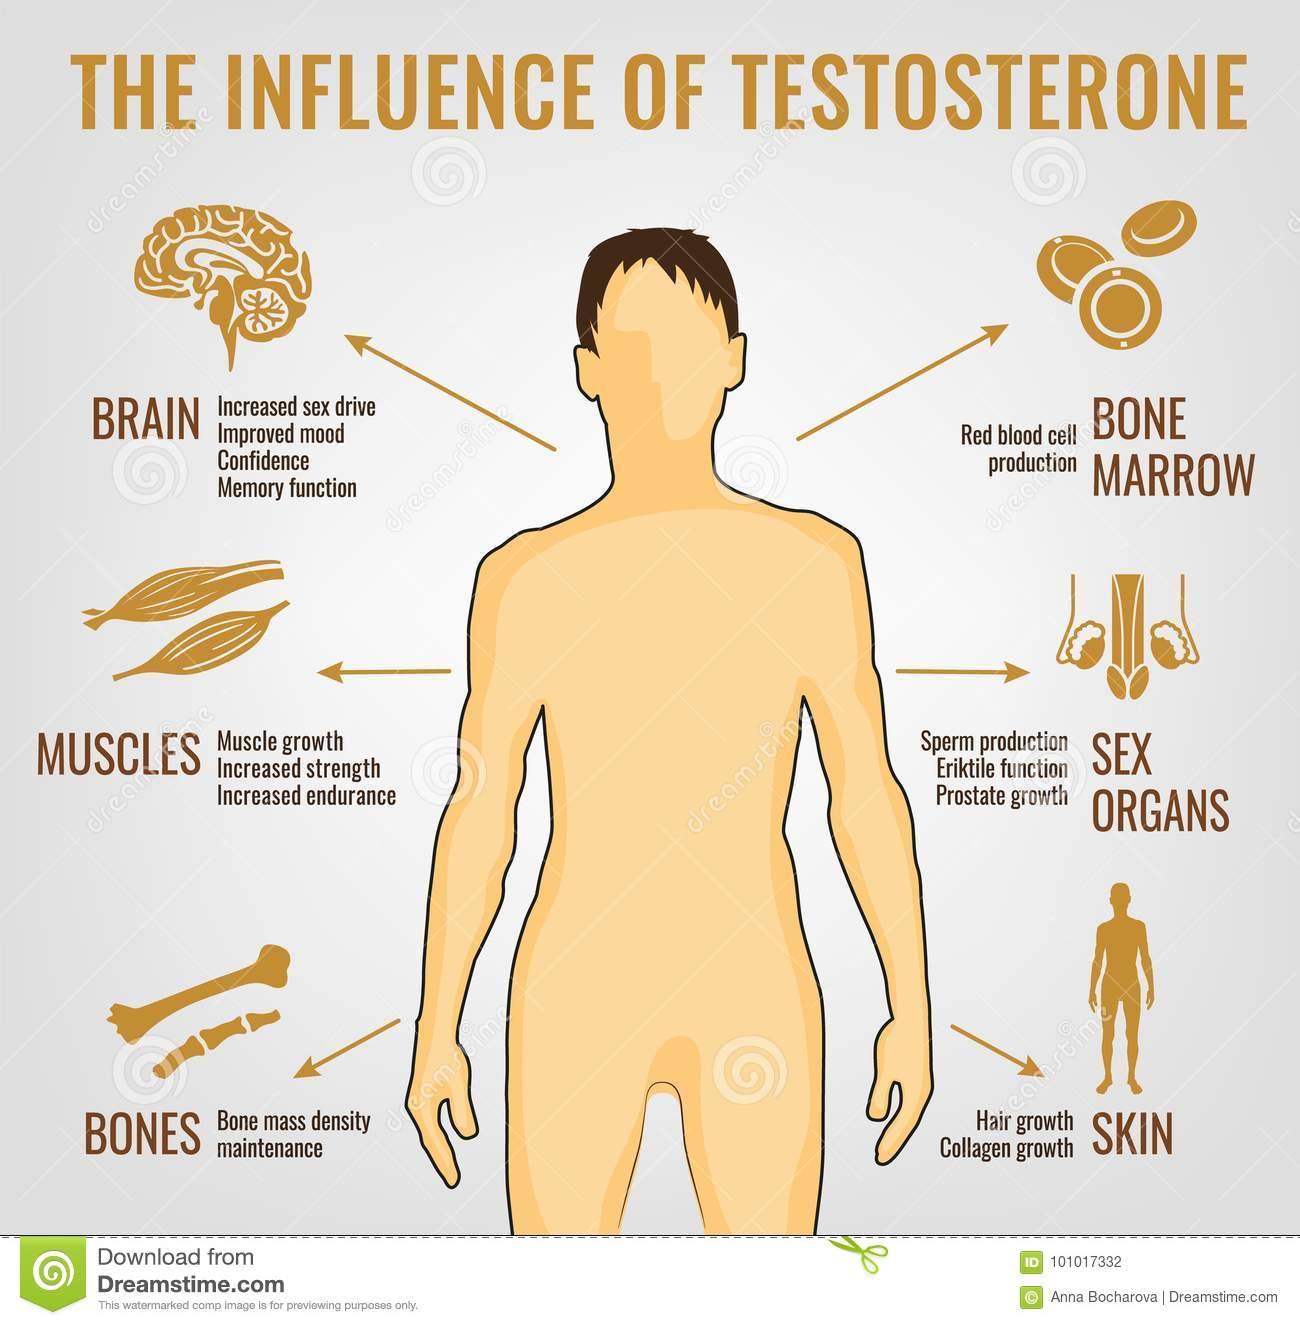 THE INFLUENCE OF TESTOSTERONE
BRAIN
Increased sex drive
Improved mood
Confidence
Memory function
Red blood cell
production
BONE
MARROW
MUSCLES
Muscle growth
Increased strength
Increased endurance
Sperm production
Eriktile function
Prostate growth
SEX
ORGANS
BONES
Bone mass density
maintenance
Hair growth
Collagen growth
SKIN
Download from
Dreamstime.com
This watermarked comp image is for previewing purposes only.
ID 101017332
© Anna Bocharova | Dreamstime.com